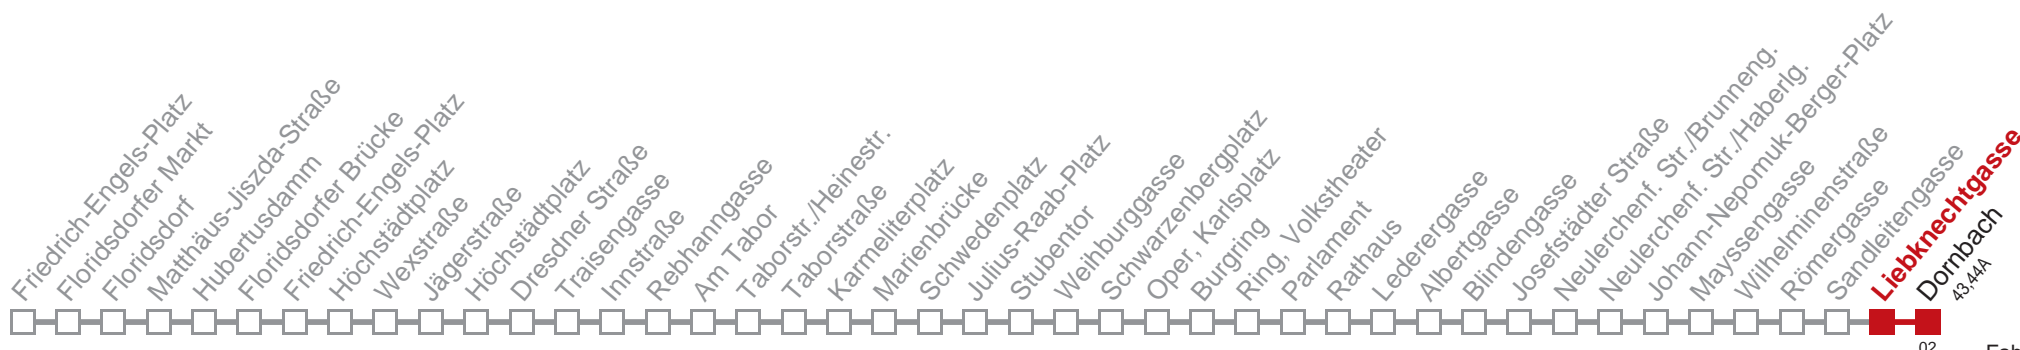 Friedrich-Engels-Platz
Floridsdorfer Markt
Floridsdorf
Matthäus-Jiszda-Straße
Hubertusdamm
Floridsdorfer Brücke
Friedrich-Engels-Platz
Höchstädtplatz
Wexstraße
Jägerstraße
Höchstädtplatz
Dresdner Straße
Traisengasse
Innstraße
Rebhanngasse
Am Tabor
Taborstr./Heinestr.
Taborstraße
Karmeliterplatz
Marienbrücke
Schwedenplatz
Julius-Raab-Platz
Stubentor
Weihburggasse
Schwarzenbergplatz
Oper, Karlsplatz
Burgring
Ring, Volkstheater
Parlament
Rathaus
Lederergasse
Albertgasse
Blindengasse
Josefstädter Straße
Neulerchenf. Str./Brunneng.
Neulerchenf. Str./Haberlg.
Johann-Nepomuk-Berger-Platz
Mayssengasse
Wilhelminenstraße
Römergasse
Sandleitengasse
Liebknechtgasse
Dornbach
43,44A
02